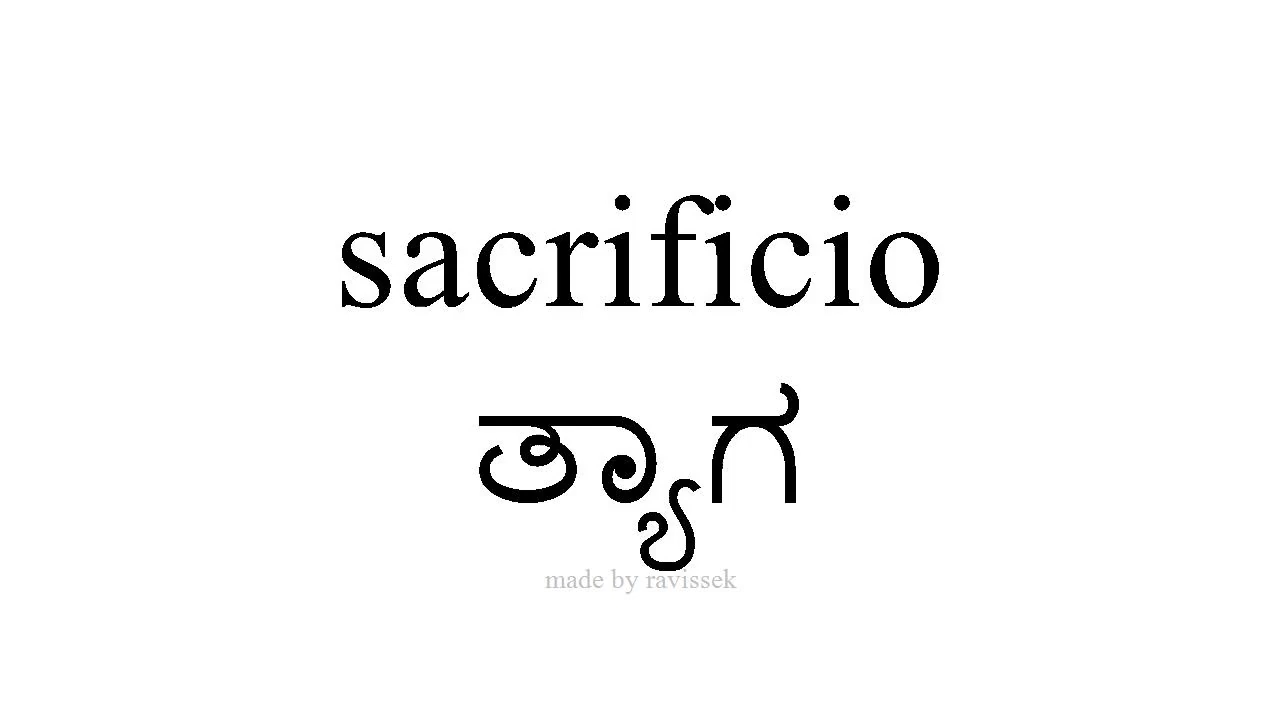 sacrificio
ತ್ಯಾಗ
made by ravissek